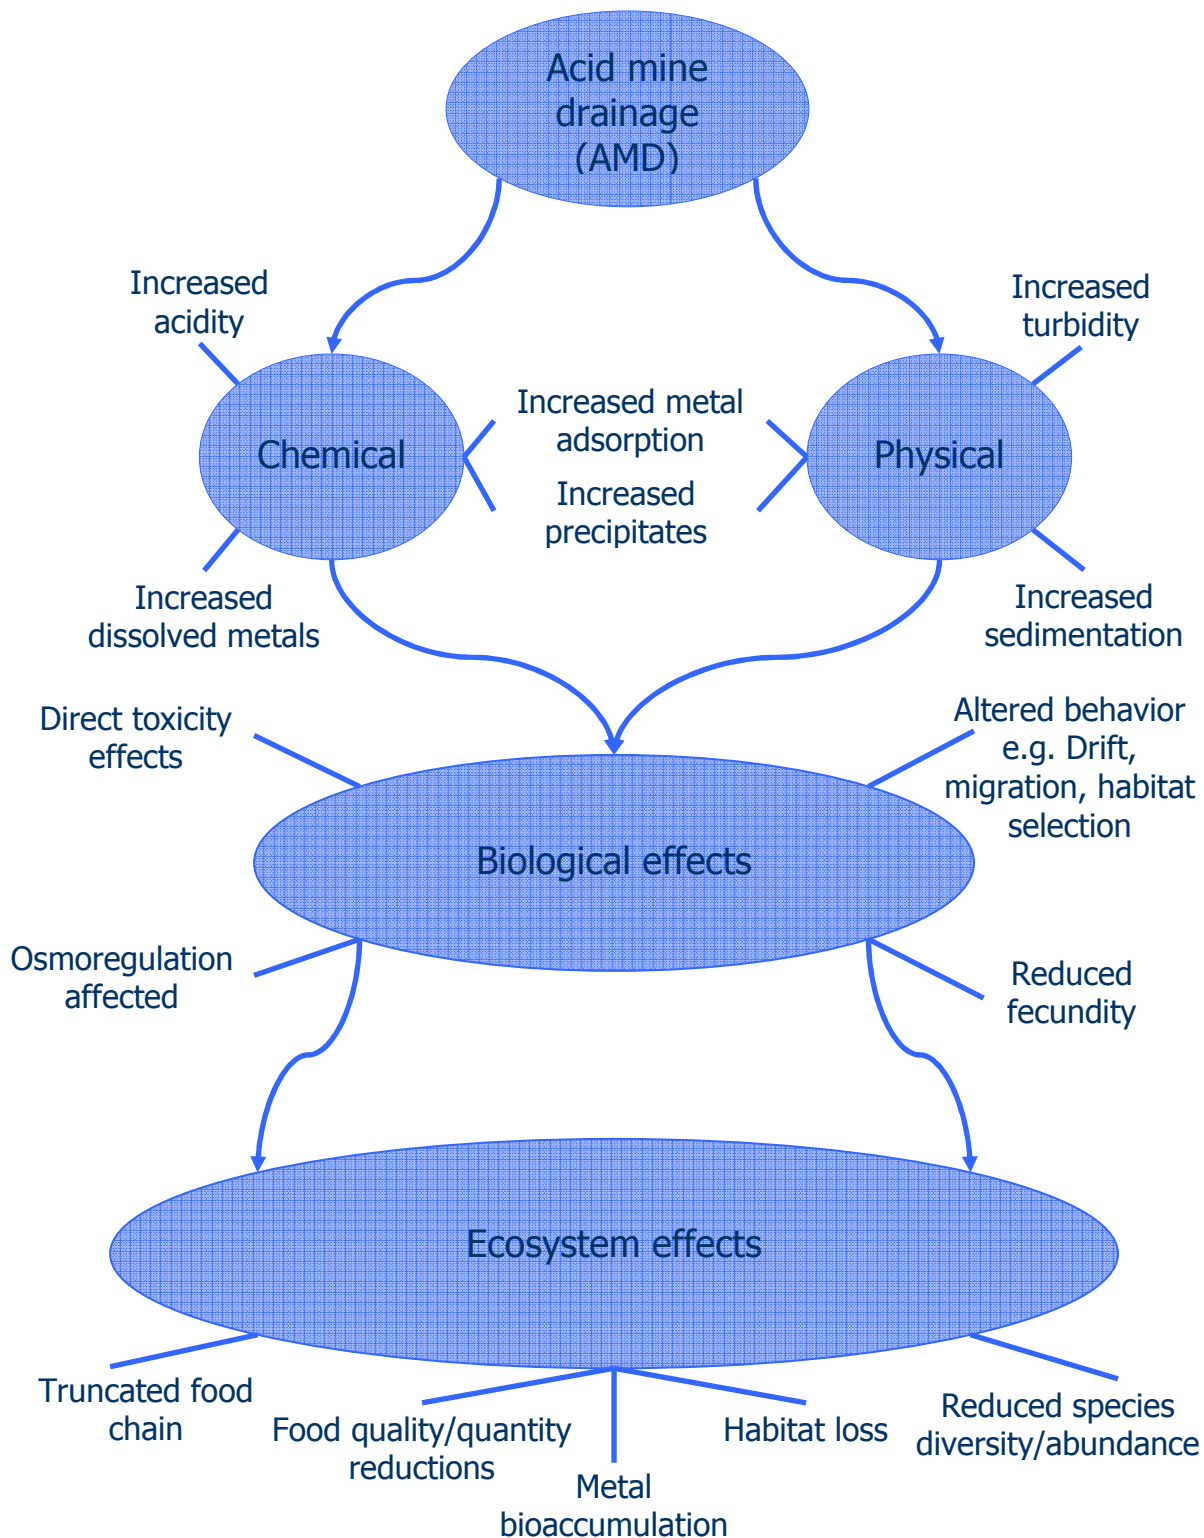 Acid mine
drainage
(AMD)
Increased
acidity
Increased
turbidity
Chemical
Increased metal
adsorption
Increased
precipitates
Physical
Increased
dissolved metals
Increased
sedimentation
Direct toxicity
effects
Altered behavior
e.g. Drift,
migration, habitat
selection
Biological effects
Osmoregulation
affected
Reduced
fecundity
Ecosystem effects
Truncated food
chain
Food quality/quantity
reductions
Metal
bioaccumulation
Habitat loss
Reduced species
diversity/abundance